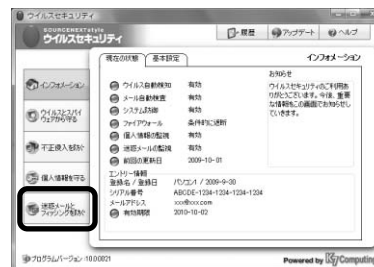 ウイルスセキュリティ
SOURCENEXTstyle
ウイルスセキュリティ
履歴
アップデート
ヘルプ
インフォメーション
ウイルスとスパイ
ウェアから守る
不正侵入を防ぐ
個人情報を守る
迷惑メールと
フィッシングを防ぐ
現在の状態 基本設定
インフォメーション
ウイルス自動検知 有効
メール自動検査 有効
システム防御 有効
ファイアウォール 条件的に遮断
個人情報の監視 有効
迷惑メールの監視 有効
前回の更新日 2009-10-01
お知らせ
ウイルスセキュリティのご利用あ
りがとうございます。今後、重要
な情報もこの画面でお知らせし
ていきます。
エントリー情報
登録名 / 登録日 パソコン1 / 2009-9-30
シリアル番号 ABCDE-1234-1234-1234-1234
メールアドレス xxx@xxx.com
有効期限 2010-10-02
プログラムバージョン 10.0.0021
Powered by K7Computing